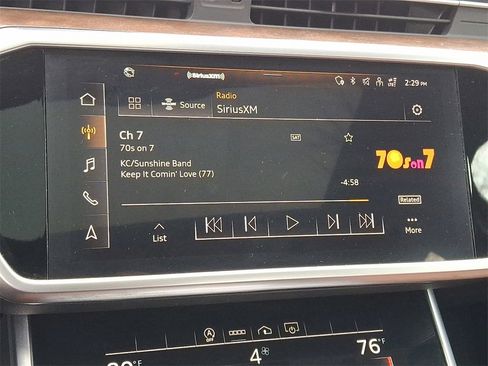 ((SiriusXM))
2:29 PM
Radio
Source
SiriusXM
Ch 7
SAT
70s on 7
70s on 7
KC/Sunshine Band
Keep It Comin' Love (77)
-4:58
Related
List
More
OFF
°F
4
76°F